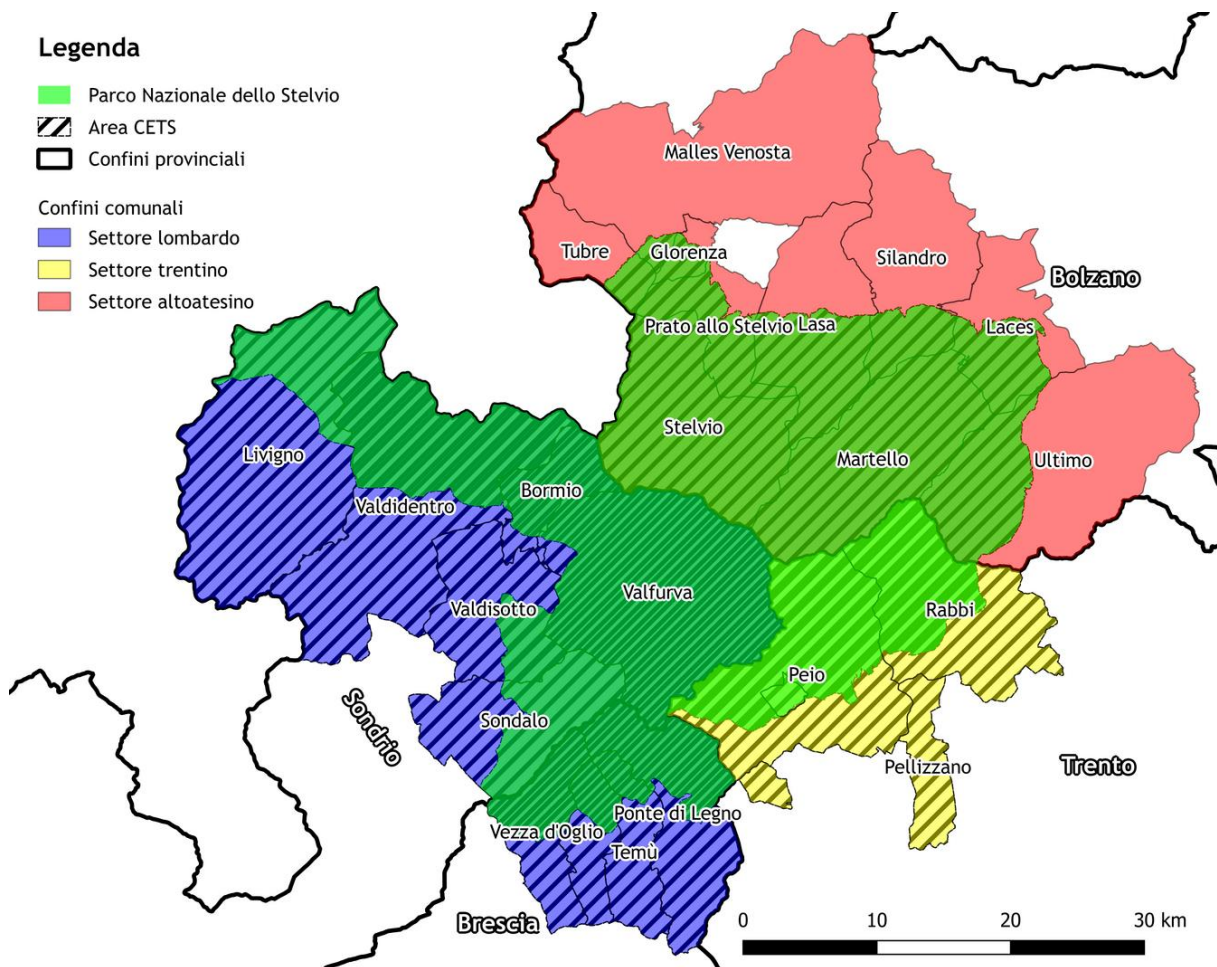 Legenda
Parco Nazionale dello Stelvio
Area CETS
Confini provinciali
Confini comunali
Settore lombardo
Settore trentino
Settore altoatesino
Malles Venosta
Tubre
Glorenza
Silandro
Bolzano
Prato allo Stelvio
Lasa
Laces
Stelvio
Martello
Ultimo
Livigno
Bormio
Valdidentro
Valfurva
Valdisotto
Rabbi
Peio
Sondrio
Sondalo
Pellizzano
Trento
Ponte di Legno
Vezza d'Oglio
Temù
Brescia
0 10 20 30 km